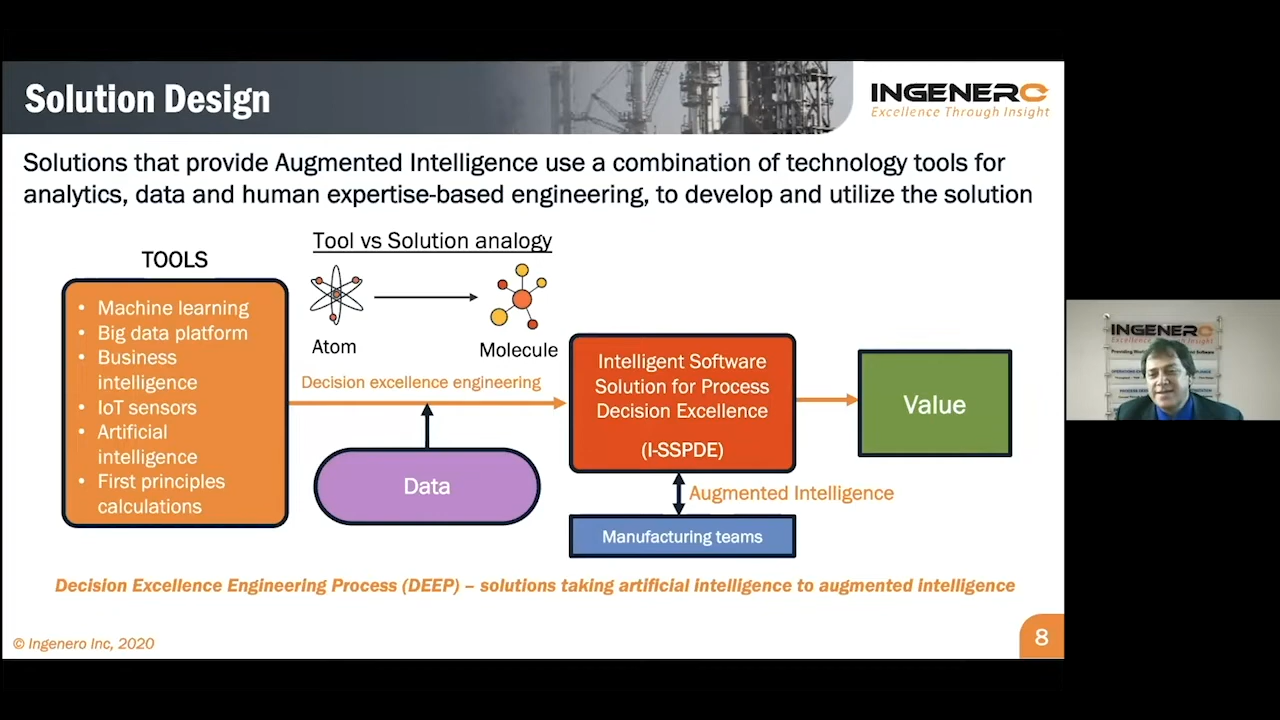 Solution Design
INGENERO
Excellence Through Insight
Solutions that provide Augmented Intelligence use a combination of technology tools for
analytics, data and human expertise-based engineering, to develop and utilize the solution
Tool vs Solution analogy
TOOLS
• Machine learning
• Big data platform
• Business
intelligence
• IoT sensors
• Artificial
intelligence
• First principles
calculations
Atom
Molecule
Decision excellence engineering
Data
Intelligent Software
Solution for Process
Decision Excellence
(I-SSPDE)
Value
Augmented Intelligence
Manufacturing teams
Decision Excellence Engineering Process (DEEP) – solutions taking artificial intelligence to augmented intelligence
© Ingenero Inc, 2020
8
INGENERO